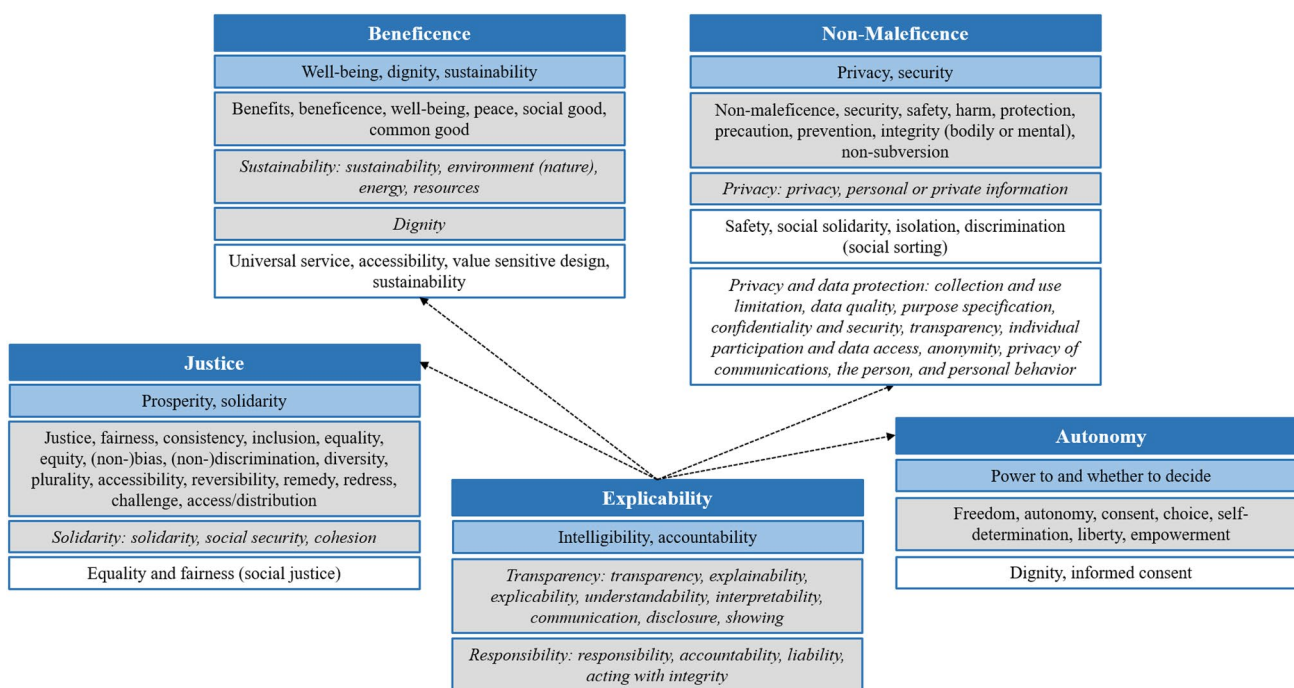 Beneficence
Well-being, dignity, sustainability
Benefits, beneficence, well-being, peace, social good,
common good
Sustainability: sustainability, environment (nature),
energy, resources
Dignity
Universal service, accessibility, value sensitive design,
sustainability
Non-Maleficence
Privacy, security
Non-maleficence, security, safety, harm, protection,
precaution, prevention, integrity (bodily or mental),
non-subversion
Privacy: privacy, personal or private information
Safety, social solidarity, isolation, discrimination
(social sorting)
Privacy and data protection: collection and use
limitation, data quality, purpose specification,
confidentiality and security, transparency, individual
participation and data access, anonymity, privacy of
communications, the person, and personal behavior
Justice
Prosperity, solidarity
Justice, fairness, consistency, inclusion, equality,
equity, (non-)bias, (non-)discrimination, diversity,
plurality, accessibility, reversibility, remedy, redress,
challenge, access/distribution
Solidarity: solidarity, social security, cohesion
Equality and fairness (social justice)
Explicability
Intelligibility, accountability
Transparency: transparency, explainability,
explicability, understandability, interpretability,
communication, disclosure, showing
Responsibility: responsibility, accountability, liability,
acting with integrity
Autonomy
Power to and whether to decide
Freedom, autonomy, consent, choice, self-
determination, liberty, empowerment
Dignity, informed consent